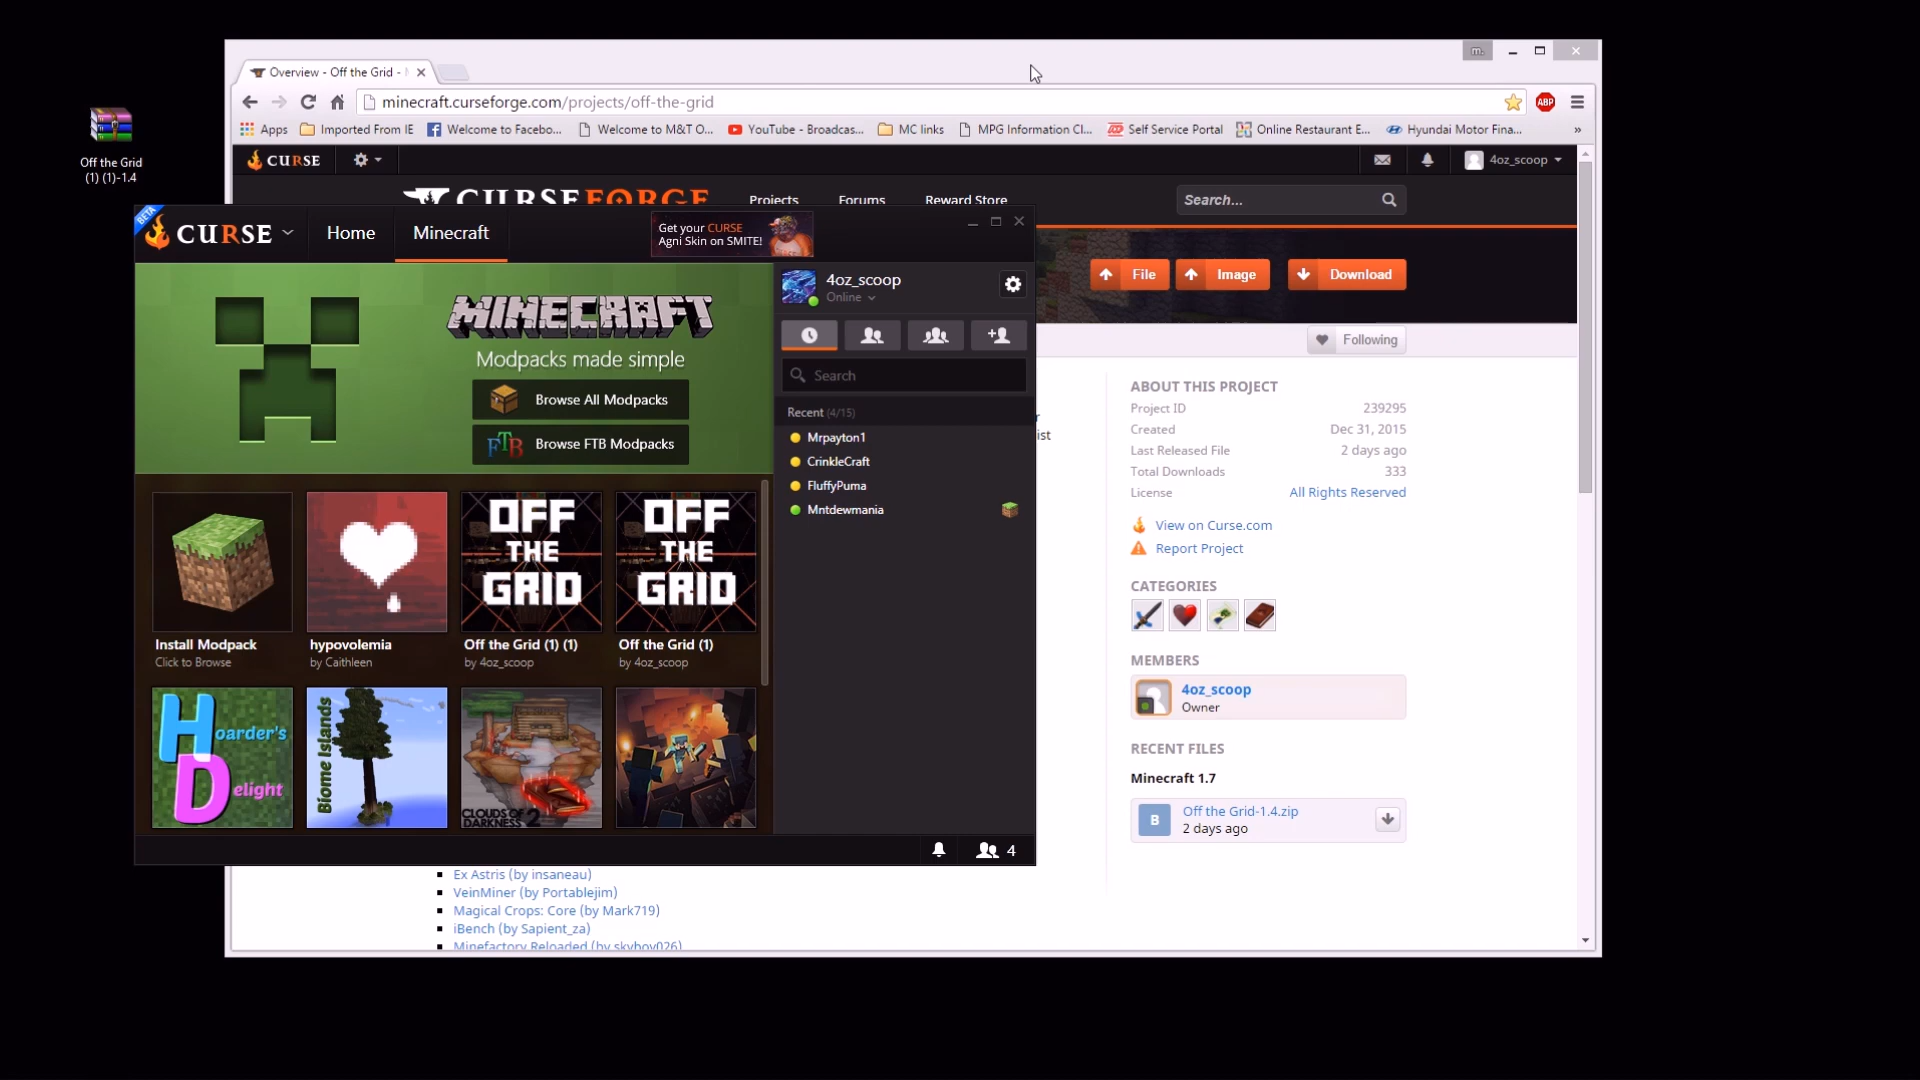 m.
Overview - Off the Grid -
minecraft.curseforge.com/projects/off-the-grid
ABP
Apps
Imported From IE
Welcome to Facebo...
Welcome to M&T O...
YouTube - Broadcas...
MC links
MPG Information Cl...
Self Service Portal
Online Restaurant E...
Hyundai Motor Fina...
»
Off the Grid
(1) (1)-1.4
CURSE
4oz_scoop
CURSEFORGE
Projects
Forums
Reward Store
Search...
BETA
CURSE
Home
Minecraft
Get your CURSE
Agni Skin on SMITE!
File
Image
Download
Following
MINECRAFT
Modpacks made simple
Browse All Modpacks
FTB
Browse FTB Modpacks
4oz_scoop
Online
Search
Recent (4/15)
Mrpayton1
CrinkleCraft
FluffyPuma
Mntdewmania
r
ist
ABOUT THIS PROJECT
Project ID 239295
Created Dec 31, 2015
Last Released File 2 days ago
Total Downloads 333
License All Rights Reserved
View on Curse.com
Report Project
CATEGORIES
MEMBERS
4oz_scoop
Owner
RECENT FILES
Minecraft 1.7
B
Off the Grid-1.4.zip
2 days ago
OFF
THE
GRID
OFF
THE
GRID
Install Modpack
Click to Browse
hypovolemia
by Caithleen
Off the Grid (1) (1)
by 4oz_scoop
Off the Grid (1)
by 4oz_scoop
Hoarder's
Delight
Biome Islands
CLOUDS OF
DARKNESS 2
4
Ex Astris (by insaneau)
VeinMiner (by Portablejim)
Magical Crops: Core (by Mark719)
iBench (by Sapient_za)
Minefactory Reloaded (by skyboy026)